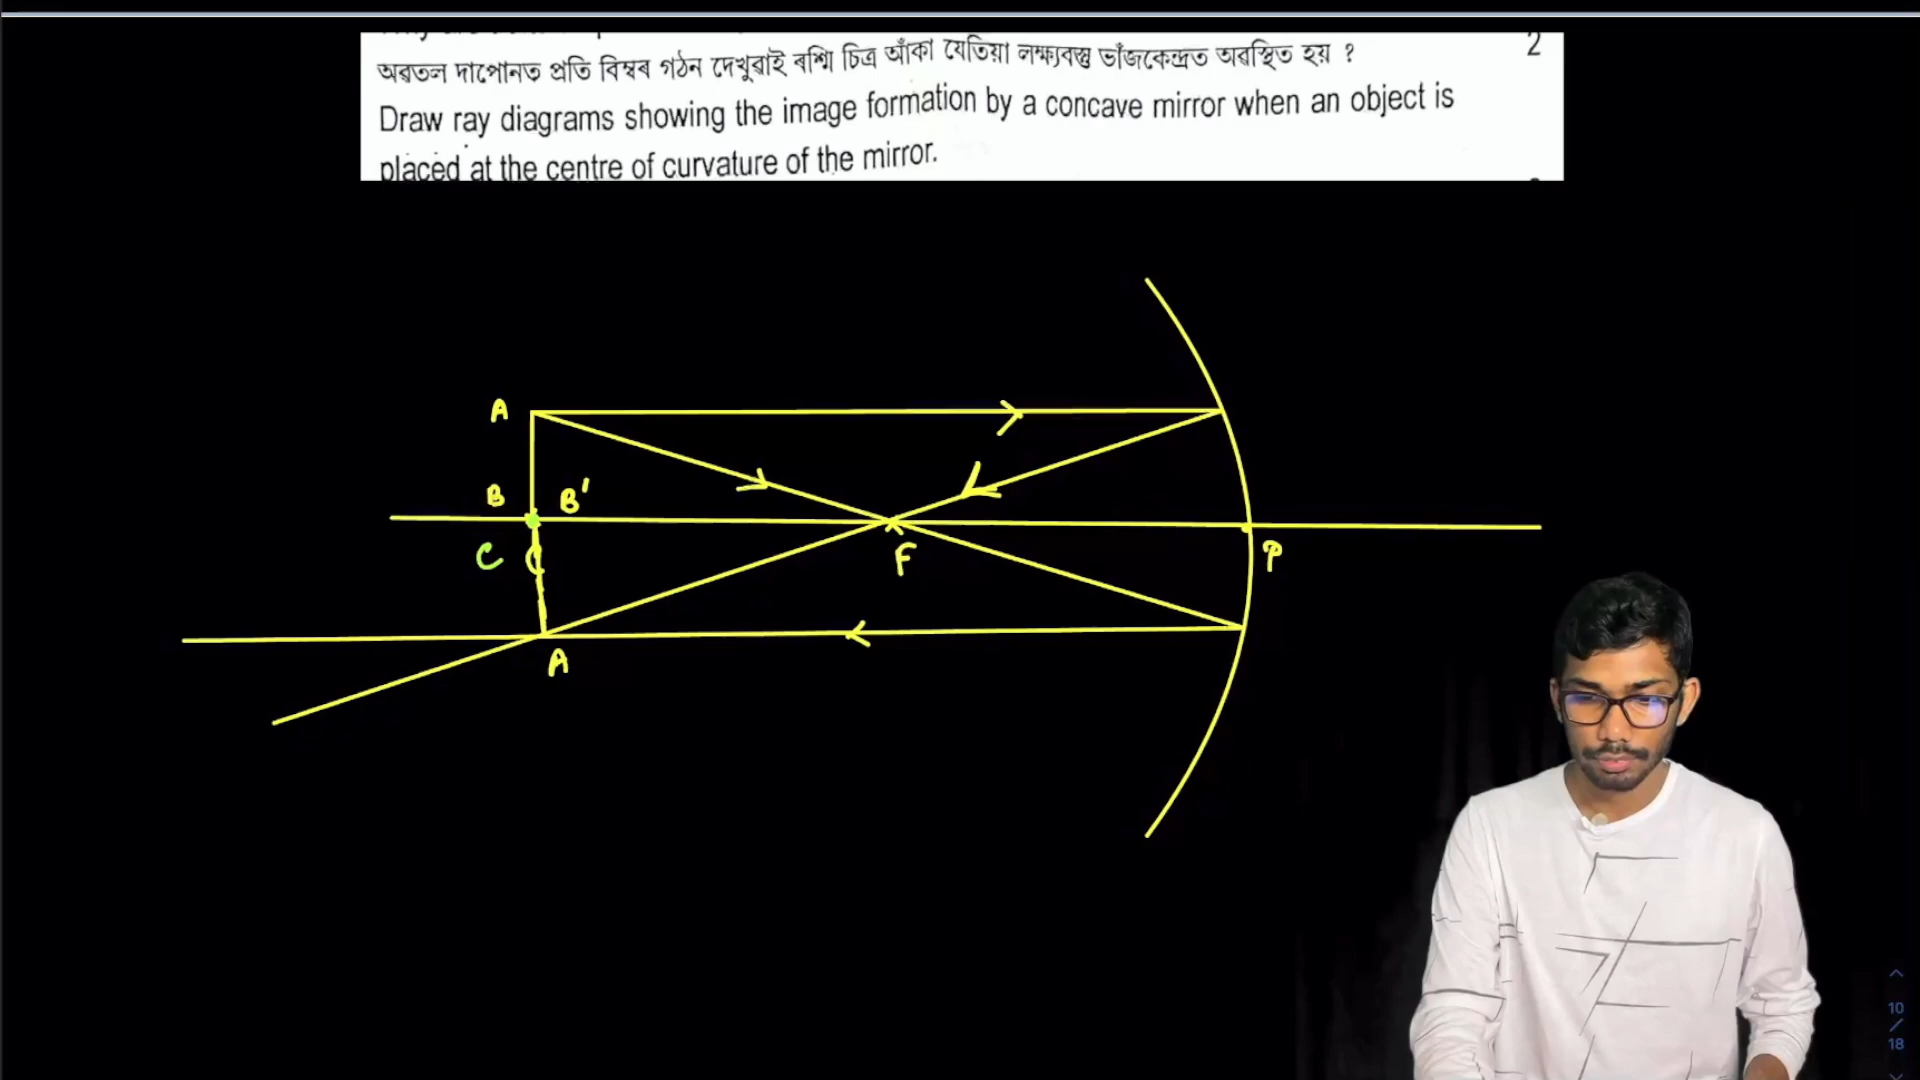 অৱতল দাপোনত প্ৰতি বিম্বৰ গঠন দেখুৱাই ৰশ্মি চিত্ৰ আঁকা যেতিয়া লক্ষ্যবস্তু ভাঁজকেন্দ্ৰত অৱস্থিত হয় ?
2
Draw ray diagrams showing the image formation by a concave mirror when an object is
placed at the centre of curvature of the mirror.
A
B B'
C C
F
P
A
10
/
18